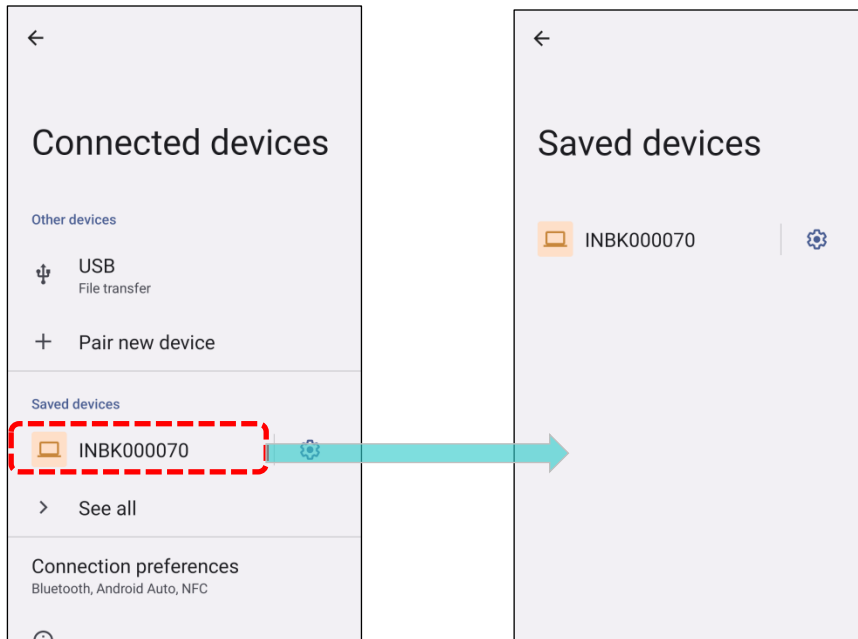 Connected devices
Other devices
USB
File transfer
Pair new device
Saved devices
INBK000070
See all
Connection preferences
Bluetooth, Android Auto, NFC
Saved devices
INBK000070